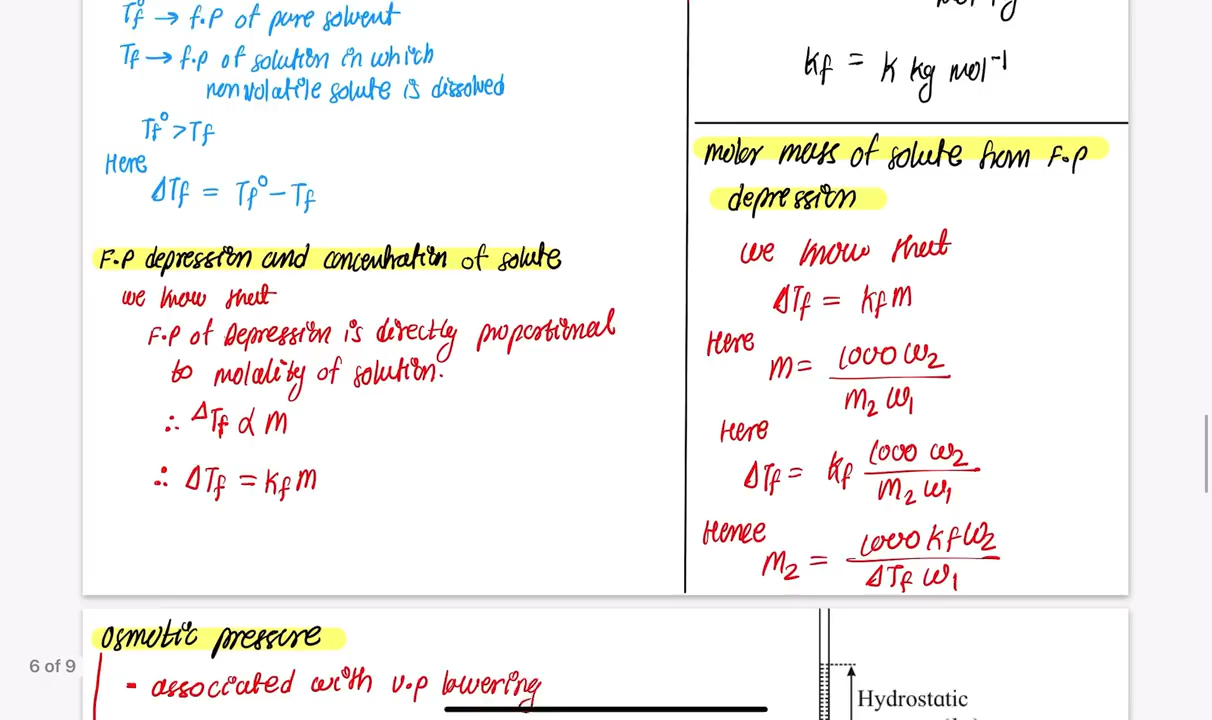 Tf° → f.p of pure solvent
Tf → f.p of solution in which
nonvolatile solute is dissolved
Tf° > Tf
Here
ΔTf = Tf° − Tf
F.P depression and concentration of solute
we know that
F.P of Depression is directly proportional
to molality of solution.
∴ ΔTf ∝ m
∴ ΔTf = Kf m
Kf = K kg mol⁻¹
molar mass of solute from F.P
depression
we know that
ΔTf = Kf m
Here
m = 1000 W₂ / M₂ W₁
Here
ΔTf = Kf 1000 W₂ / M₂ W₁
Hence
M₂ = 1000 Kf W₂ / ΔTf W₁
Osmotic pressure
- associated with v.p lowering
Hydrostatic
6 of 9